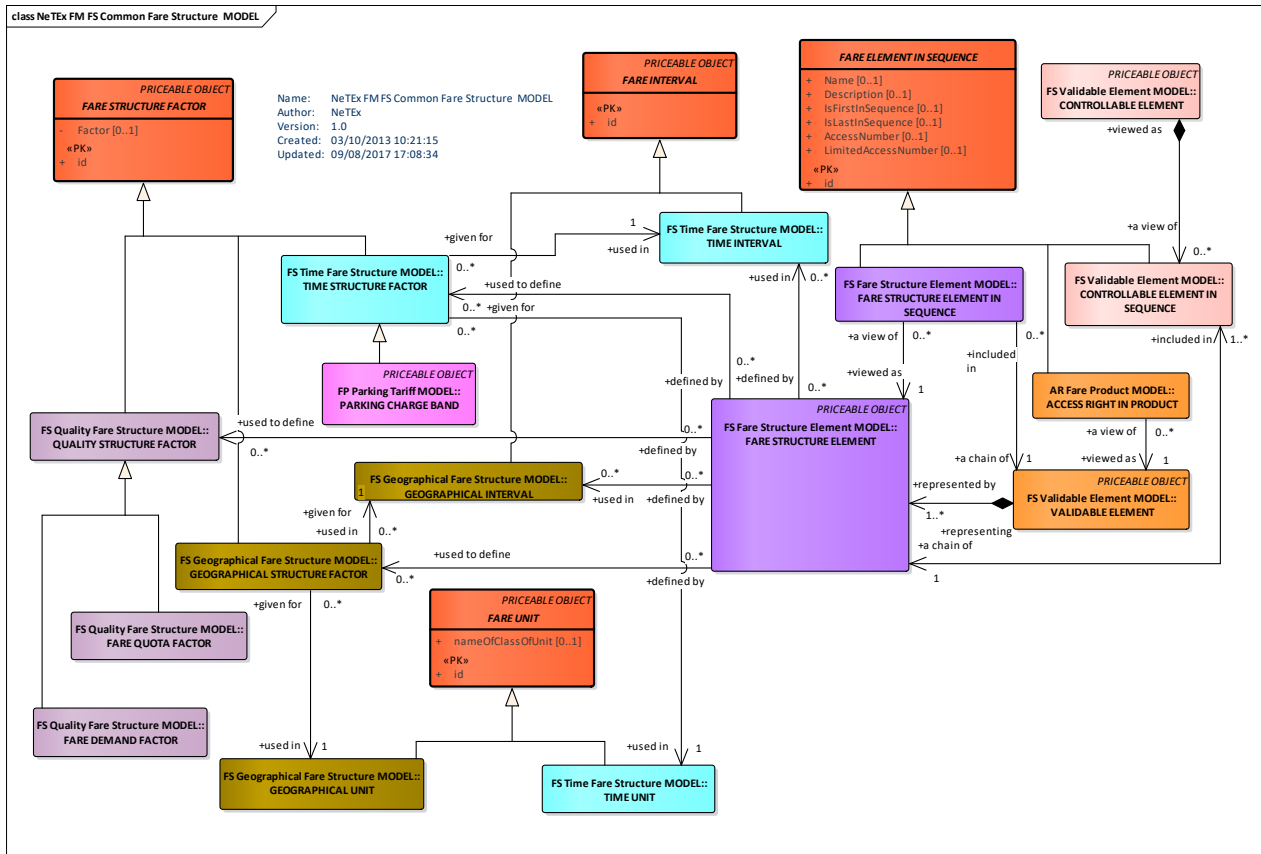 class NeTEx FM FS Common Fare Structure MODEL
PRICEABLE OBJECT
FARE STRUCTURE FACTOR
- Factor [0..1]
«PK»
+ id
Name: NeTEx FM FS Common Fare Structure MODEL
Author: NeTEx
Version: 1.0
Created: 03/10/2013 10:21:15
Updated: 09/08/2017 17:08:34
PRICEABLE OBJECT
FARE INTERVAL
«PK»
+ id
FARE ELEMENT IN SEQUENCE
+ Name [0..1]
+ Description [0..1]
+ IsFirstInSequence [0..1]
+ IsLastInSequence [0..1]
+ AccessNumber [0..1]
+ LimitedAccessNumber [0..1]
«PK»
+ id
PRICEABLE OBJECT
FS Validable Element MODEL::
CONTROLLABLE ELEMENT
+viewed as
+a view of
0..*
FS Validable Element MODEL::
CONTROLLABLE ELEMENT IN
SEQUENCE
+included in
1..*
FS Time Fare Structure MODEL::
TIME INTERVAL
+given for
1
0..*
+used in
+used in
0..*
FS Time Fare Structure MODEL::
TIME STRUCTURE FACTOR
+used to define
0..*
+given for
0..*
FS Fare Structure Element MODEL::
FARE STRUCTURE ELEMENT IN
SEQUENCE
+a view of
0..*
0..*
+included
in
+viewed as
1
PRICEABLE OBJECT
FP Parking Tariff MODEL::
PARKING CHARGE BAND
0..*
+defined by
+defined by
0..*
AR Fare Product MODEL::
ACCESS RIGHT IN PRODUCT
+a view of
0..*
+viewed as
1
FS Quality Fare Structure MODEL::
QUALITY STRUCTURE FACTOR
+used to define
0..*
0..*
+defined by
PRICEABLE OBJECT
FS Fare Structure Element MODEL::
FARE STRUCTURE ELEMENT
+a chain of
1
PRICEABLE OBJECT
FS Validable Element MODEL::
VALIDABLE ELEMENT
+represented by
1..*
+representing
+a chain of
1
FS Geographical Fare Structure MODEL::
GEOGRAPHICAL INTERVAL
1
0..*
+used in
0..*
+defined by
+given for
+used in
0..*
FS Geographical Fare Structure MODEL::
GEOGRAPHICAL STRUCTURE FACTOR
+used to define
0..*
0..*
+defined by
+given for
0..*
PRICEABLE OBJECT
FARE UNIT
+ nameOfClassOfUnit [0..1]
«PK»
+ id
FS Quality Fare Structure MODEL::
FARE QUOTA FACTOR
FS Quality Fare Structure MODEL::
FARE DEMAND FACTOR
+used in
1
FS Geographical Fare Structure MODEL::
GEOGRAPHICAL UNIT
+used in
1
FS Time Fare Structure MODEL::
TIME UNIT